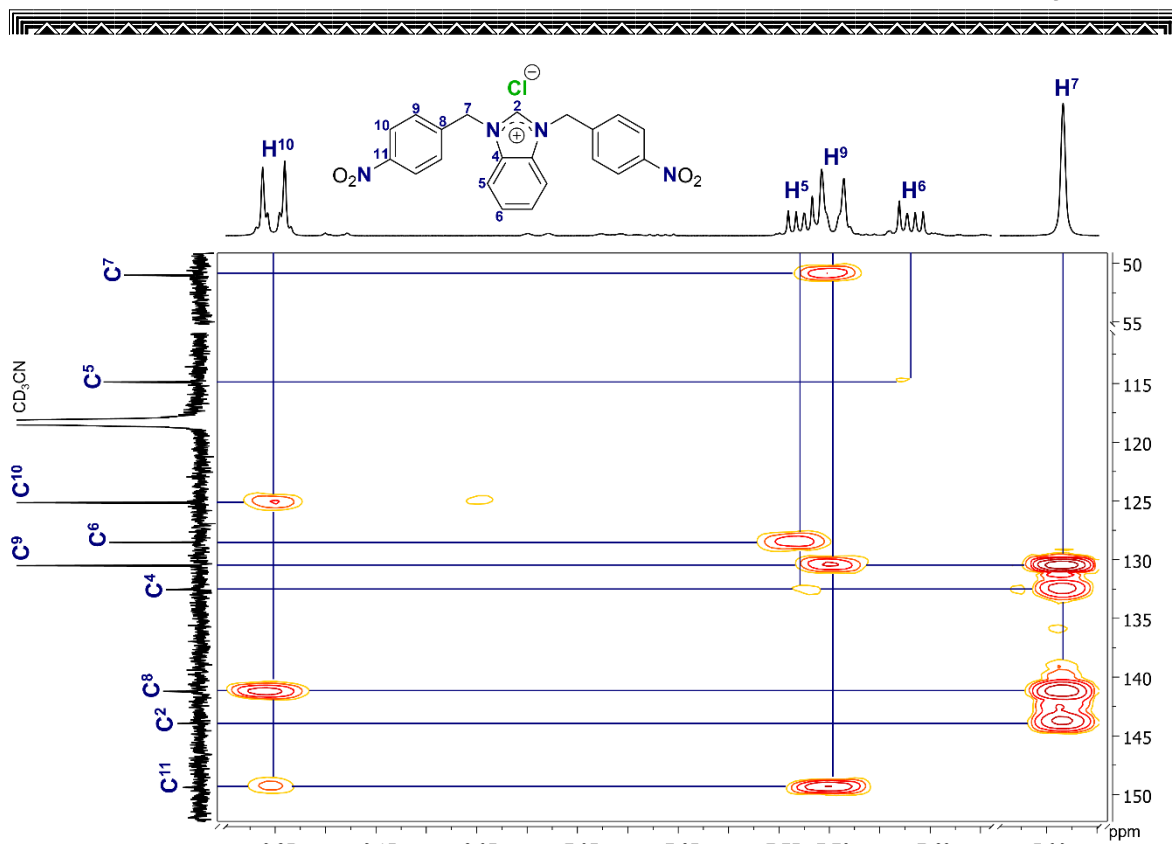 Cl⊖
H⁷
9 7 2
10 8 H¹⁰ N N H⁹
11 ⊕ H⁵ H⁶
O₂N 4 NO₂
5
6
C⁷ 50
55
C⁵ 115
CD₃CN
120
C¹⁰ 125
C⁶
C⁹ 130
C⁴
135
C⁸ 140
C²
145
C¹¹ 150
ppm